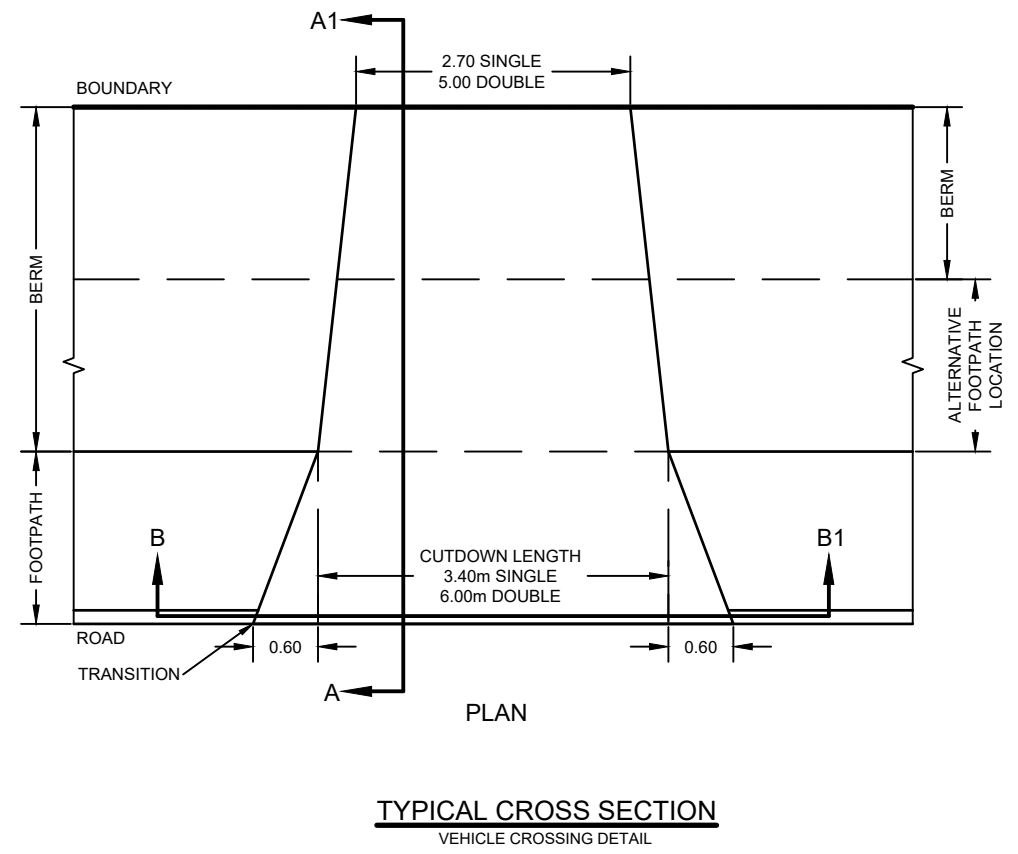 A1
2.70 SINGLE
5.00 DOUBLE
BOUNDARY
BERM
BERM
ALTERNATIVE
FOOTPATH
LOCATION
FOOTPATH
B
B1
CUTDOWN LENGTH
3.40m SINGLE
6.00m DOUBLE
ROAD
0.60
0.60
TRANSITION
A
PLAN
TYPICAL CROSS SECTION
VEHICLE CROSSING DETAIL